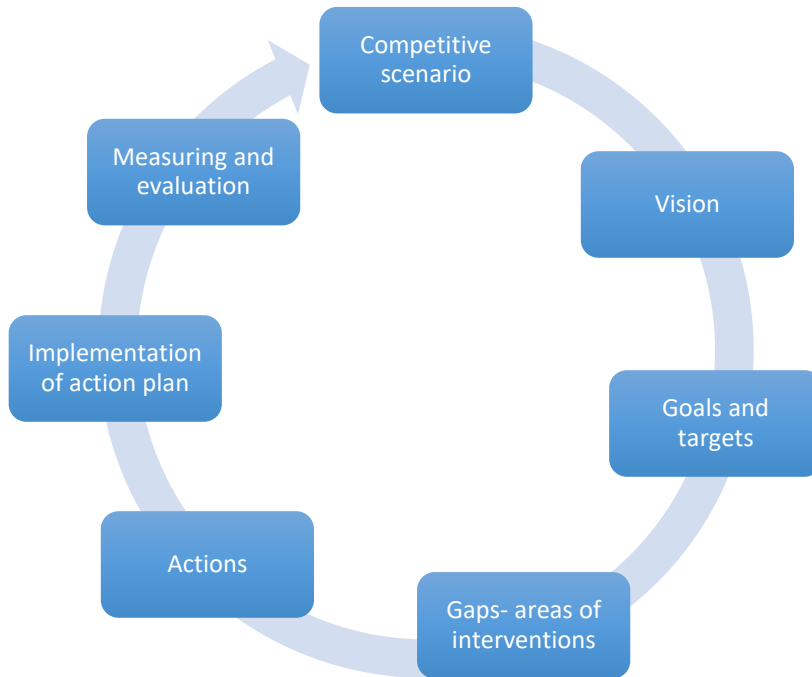 Competitive
scenario
Vision
Goals and
targets
Gaps- areas of
interventions
Actions
Implementation
of action plan
Measuring and
evaluation